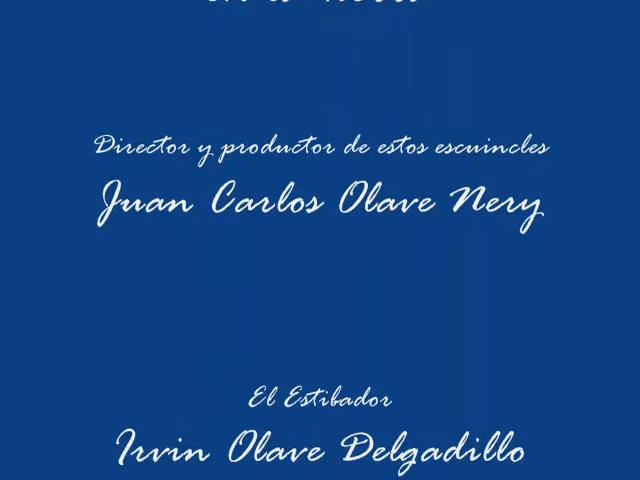 Director y productor de estos escuincles
Juan Carlos Olave Nery
El Estibador
Irvin Olave Delgadillo